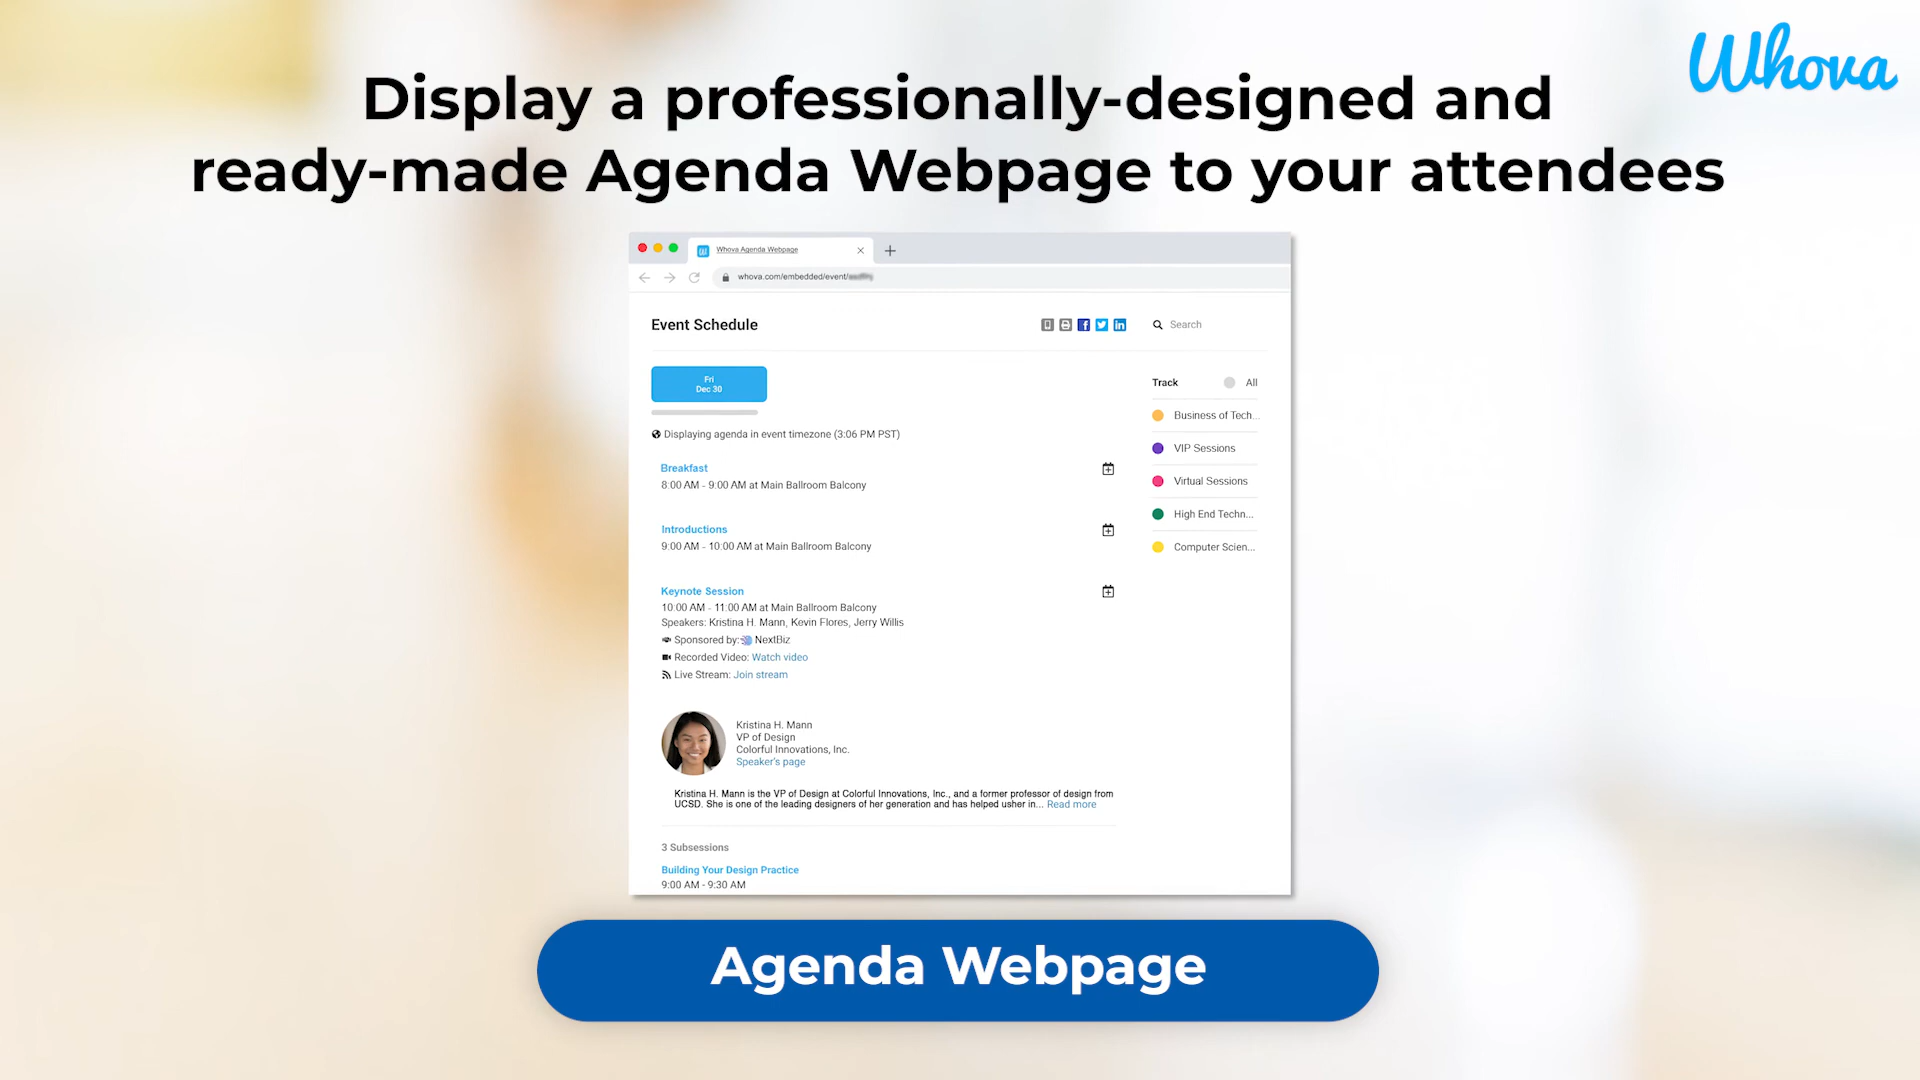 Whova
Display a professionally-designed and
ready-made Agenda Webpage to your attendees
Whova Agenda Webpage
whova.com/embedded/event/
Event Schedule
Search
Fri
Dec 30
Displaying agenda in event timezone (3:06 PM PST)
Breakfast
8:00 AM - 9:00 AM at Main Ballroom Balcony
Introductions
9:00 AM - 10:00 AM at Main Ballroom Balcony
Keynote Session
10:00 AM - 11:00 AM at Main Ballroom Balcony
Speakers: Kristina H. Mann, Kevin Flores, Jerry Willis
Sponsored by: NextBiz
Recorded Video: Watch video
Live Stream: Join stream
Kristina H. Mann
VP of Design
Colorful Innovations, Inc.
Speaker's page
Kristina H. Mann is the VP of Design at Colorful Innovations, Inc., and a former professor of design from
UCSD. She is one of the leading designers of her generation and has helped usher in... Read more
3 Subsessions
Building Your Design Practice
9:00 AM - 9:30 AM
Track All
Business of Tech...
VIP Sessions
Virtual Sessions
High End Techn...
Computer Scien...
Agenda Webpage